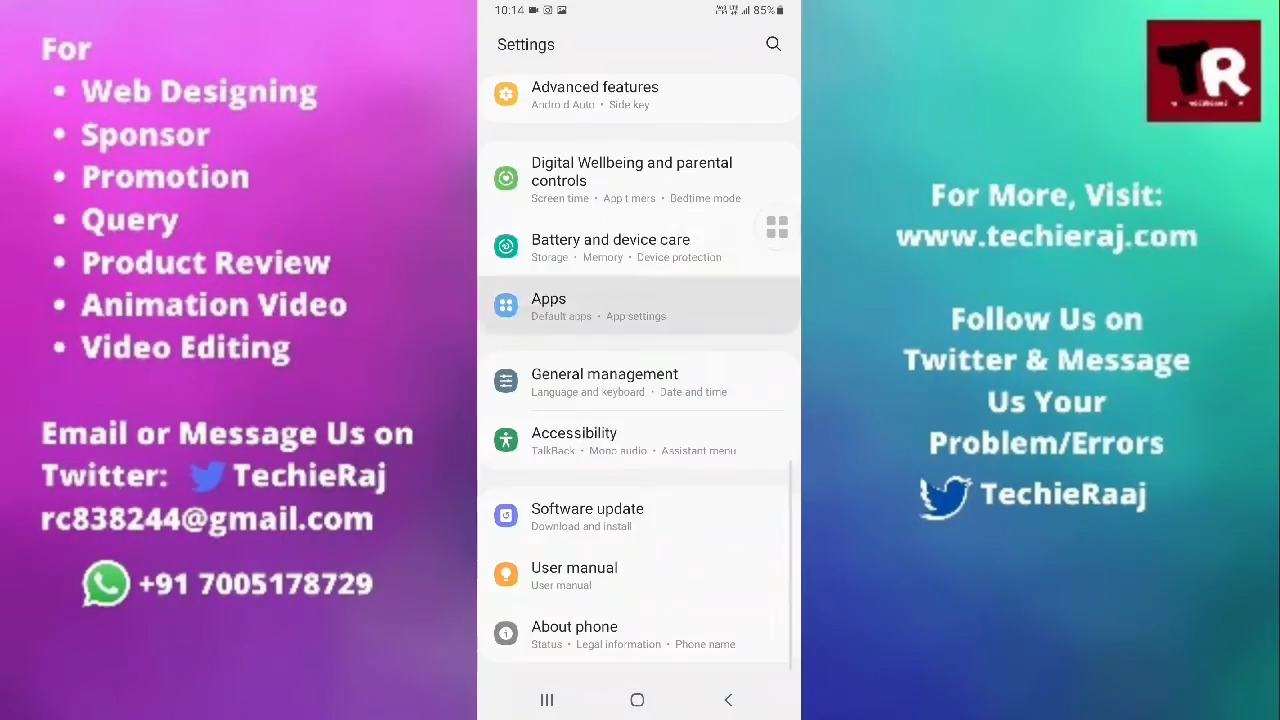 For
• Web Designing
• Sponsor
• Promotion
• Query
• Product Review
• Animation Video
• Video Editing
Email or Message Us on
Twitter: TechieRaj
rc838244@gmail.com
+91 7005178729
10:14
85%
Settings
Advanced features
Android Auto • Side key
Digital Wellbeing and parental
controls
Screen time • App timers • Bedtime mode
Battery and device care
Storage • Memory • Device protection
Apps
Default apps • App settings
General management
Language and keyboard • Date and time
Accessibility
TalkBack • Mono audio • Assistant menu
Software update
Download and install
User manual
User manual
About phone
Status • Legal information • Phone name
TR
For More, Visit:
www.techieraj.com
Follow Us on
Twitter & Message
Us Your
Problem/Errors
TechieRaaj